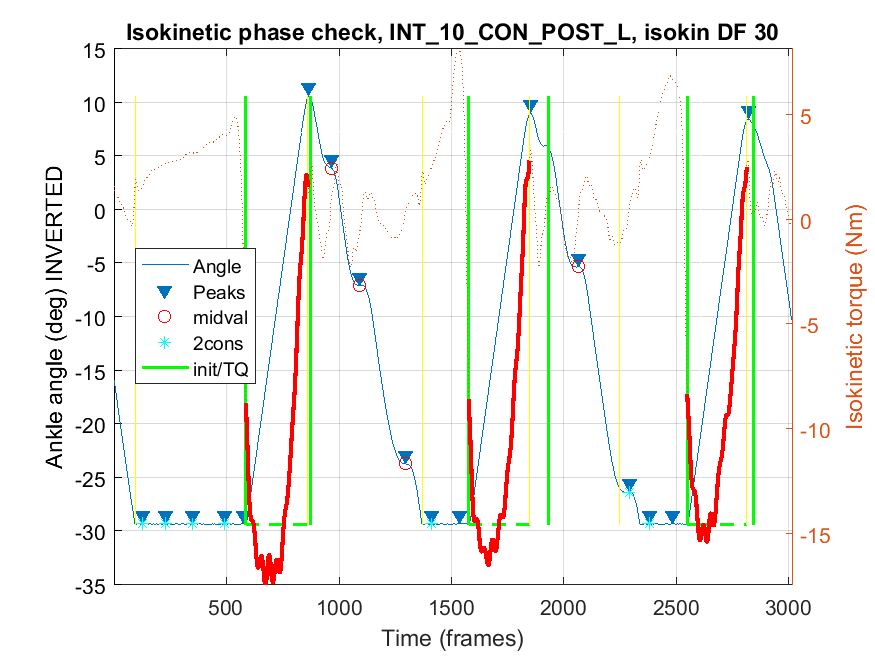 Isokinetic phase check, INT_10_CON_POST_L, isokin DF 30
Ankle angle (deg) INVERTED
15
10
5
0
-5
-10
-15
-20
-25
-30
-35
Angle
Peaks
midval
2cons
init/TQ
500
1000
1500
2000
2500
3000
Time (frames)
5
0
-5
-10
-15
Isokinetic torque (Nm)